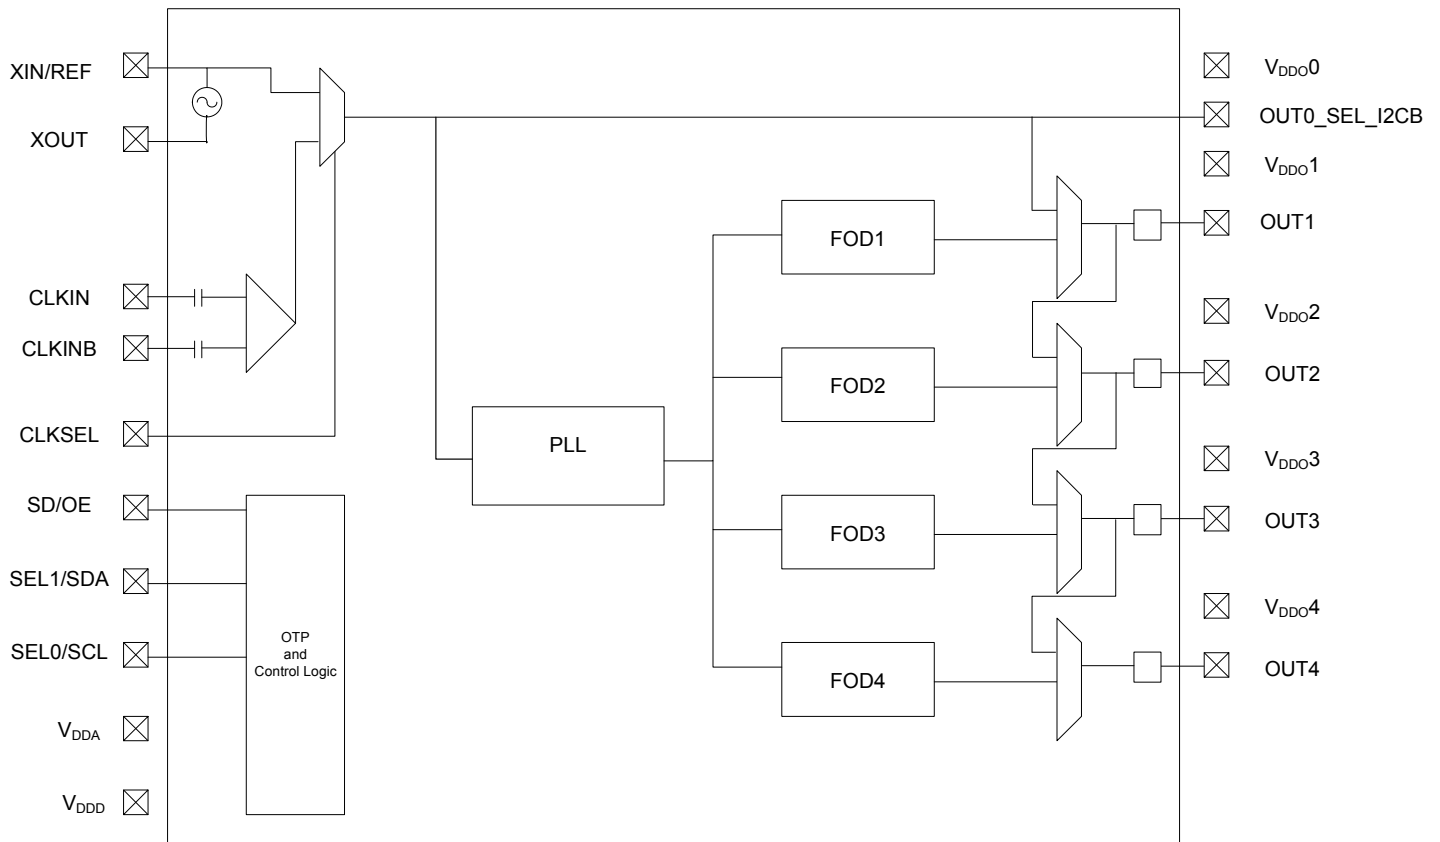 XIN/REF
XOUT
CLKIN
CLKINB
CLKSEL
SD/OE
SEL1/SDA
SEL0/SCL
VDDA
VDDD
OTP
and
Control Logic
PLL
FOD1
FOD2
FOD3
FOD4
VDDO0
OUT0_SEL_I2CB
VDDO1
OUT1
VDDO2
OUT2
VDDO3
OUT3
VDDO4
OUT4